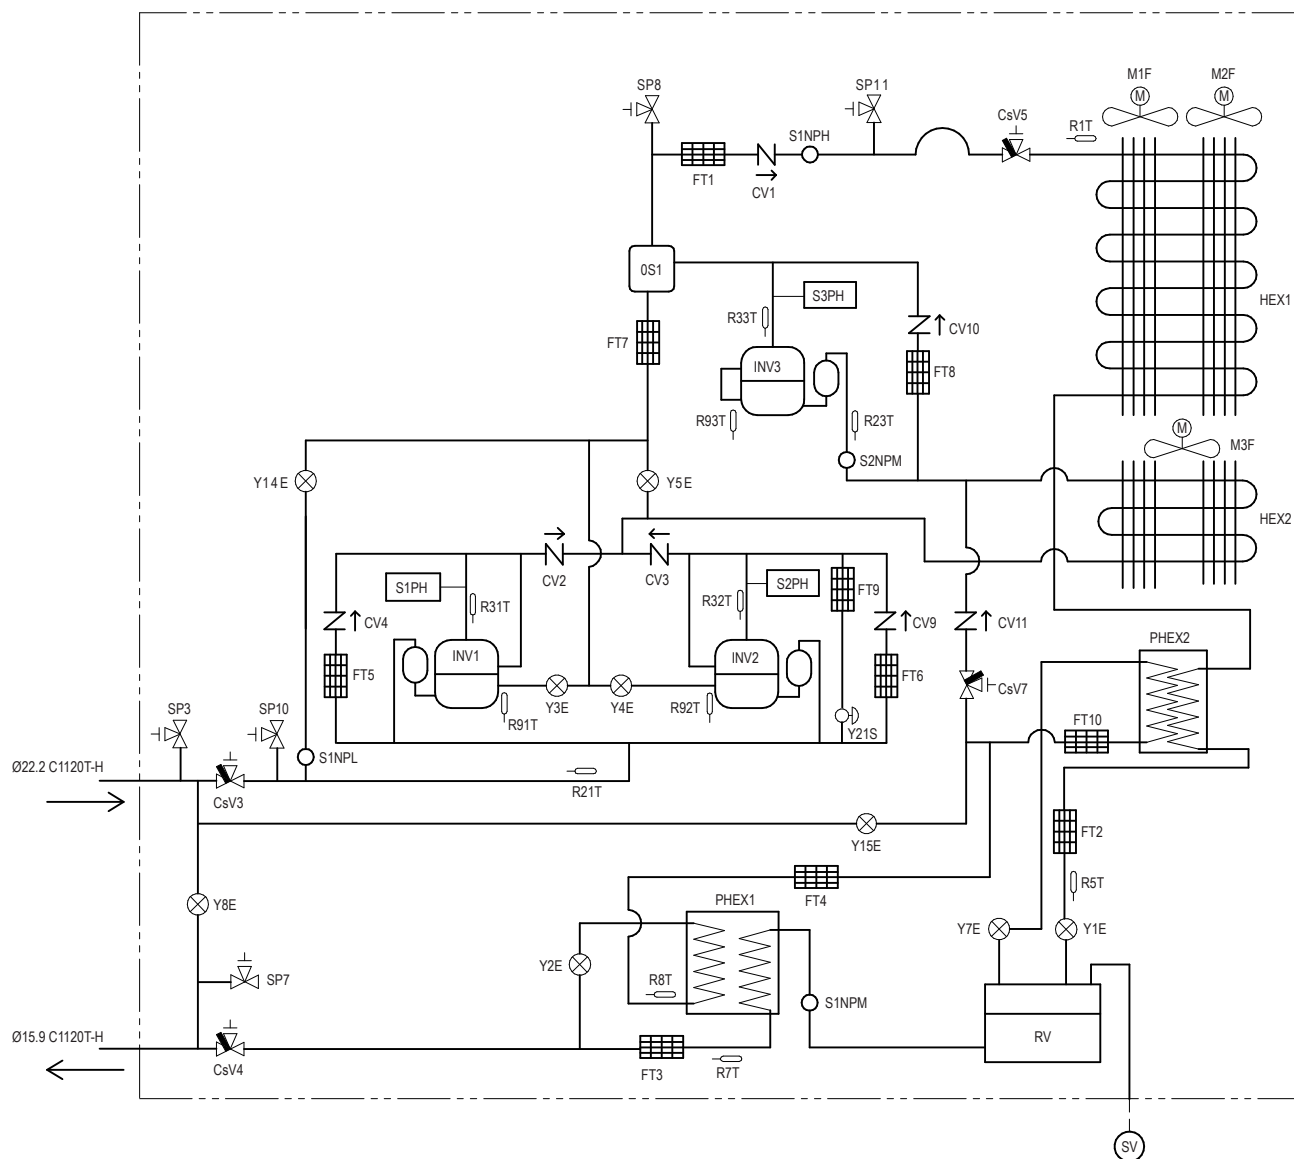 M1F M2F
SP8 SP11
M M
CsV5
S1NPH R1T
FT1
CV1
0S1
S3PH HEX1
R33T
CV10
FT7
INV3 FT8
R93T R23T
M
M3F
S2NPM
Y14E Y5E
HEX2
CV2 CV3
S1PH S2PH FT9
R31T R32T
CV4 CV9 CV11
PHEX2
INV1 INV2
FT5 FT6
CsV7
SP3 SP10 Y3E Y4E
R91T R92T
FT10
Y21S
S1NPL
Ø22.2 C1120T-H
CsV3 R21T
FT2
Y15E
R5T
FT4
PHEX1
Y8E
Y7E Y1E
Y2E
SP7 R8T
S1NPM
Ø15.9 C1120T-H RV
CsV4 FT3 R7T
SV